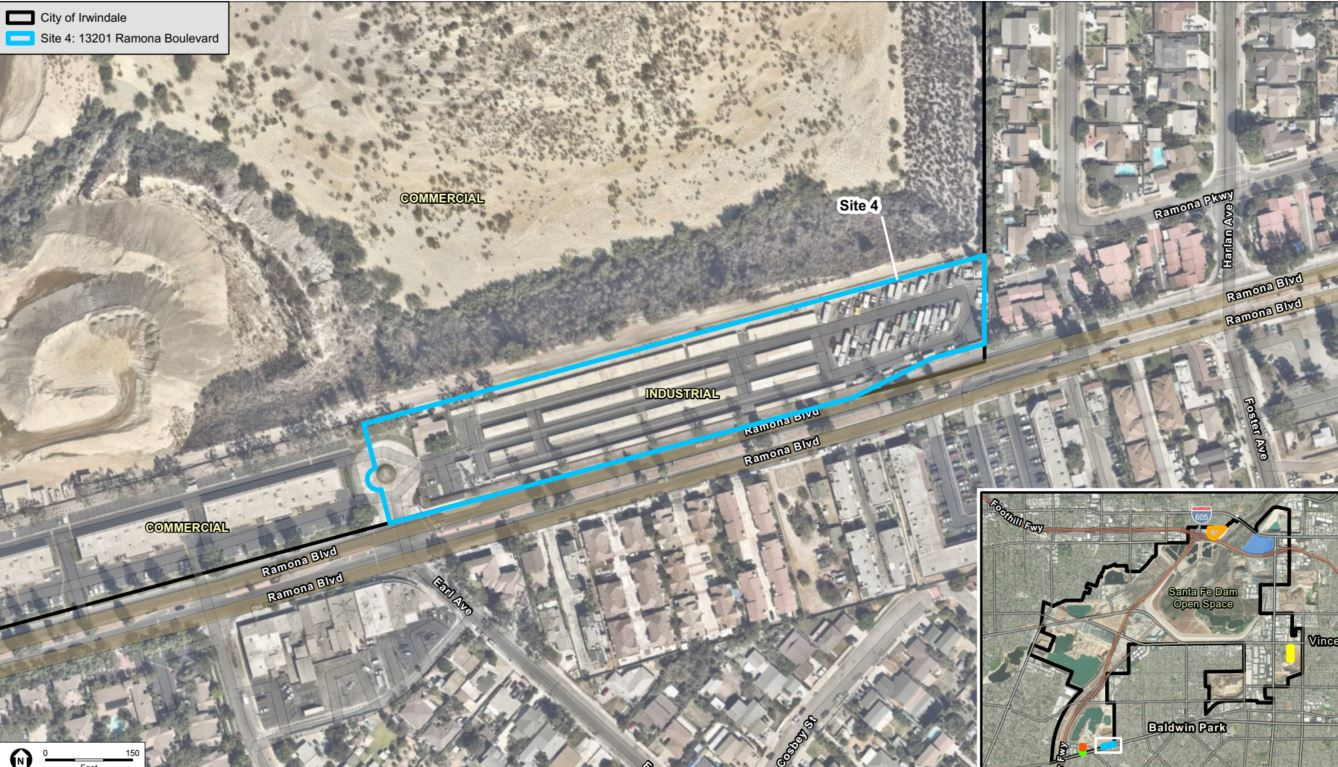 City of Irwindale
Site 4: 13201 Ramona Boulevard
COMMERCIAL
Site 4
Ramona Pkwy
Harlan Ave
Ramona Blvd
Ramona Blvd
INDUSTRIAL
Ramona Blvd
Ramona Blvd
Foster Ave
COMMERCIAL
Ramona Blvd
Ramona Blvd
Earl Ave
Cosbey St
N
0 150
Feet
Foothill Fwy
605
Santa Fe Dam
Open Space
Vince
Baldwin Park
Fwy